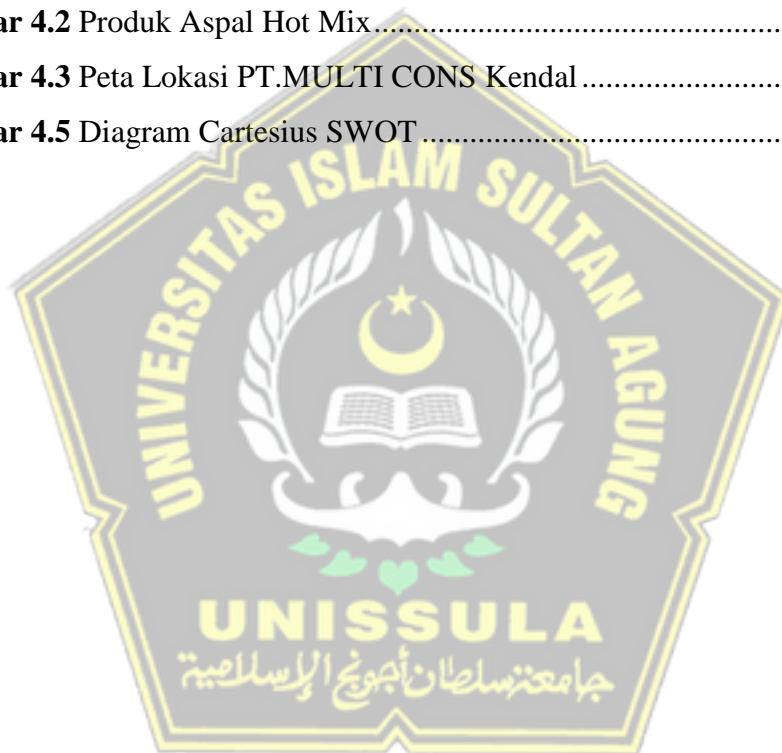 ar 4.2 Produk Aspal Hot Mix...............................................................
ar 4.3 Peta Lokasi PT.MULTI CONS Kendal................................
ar 4.5 Diagram Cartesius SWOT........................................................
UNIVERSITAS ISLAM SULTAN AGUNG
UNISSULA
جامعة سلطان أجونج الإسلامية